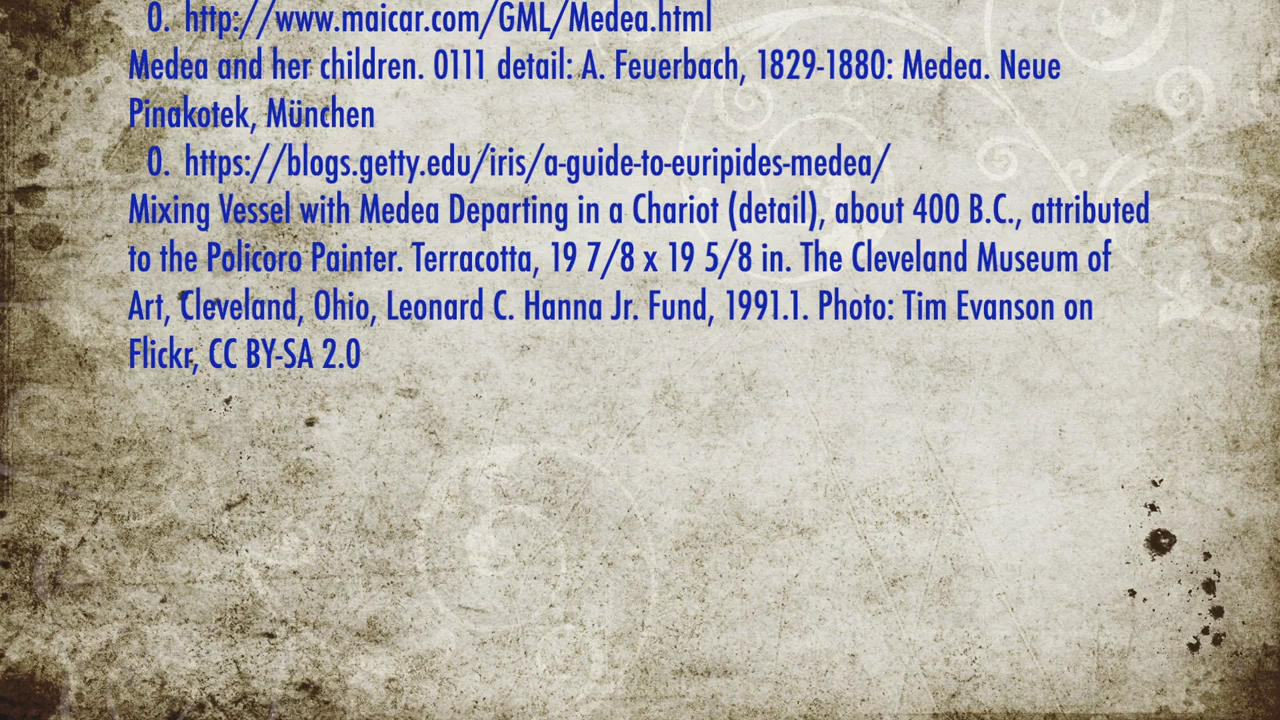 0. http://www.maicar.com/GML/Medea.html
Medea and her children. 0111 detail: A. Feuerbach, 1829-1880: Medea. Neue
Pinakotek, München
0. https://blogs.getty.edu/iris/a-guide-to-euripides-medea/
Mixing Vessel with Medea Departing in a Chariot (detail), about 400 B.C., attributed
to the Policoro Painter. Terracotta, 19 7/8 x 19 5/8 in. The Cleveland Museum of
Art, Cleveland, Ohio, Leonard C. Hanna Jr. Fund, 1991.1. Photo: Tim Evanson on
Flickr, CC BY-SA 2.0